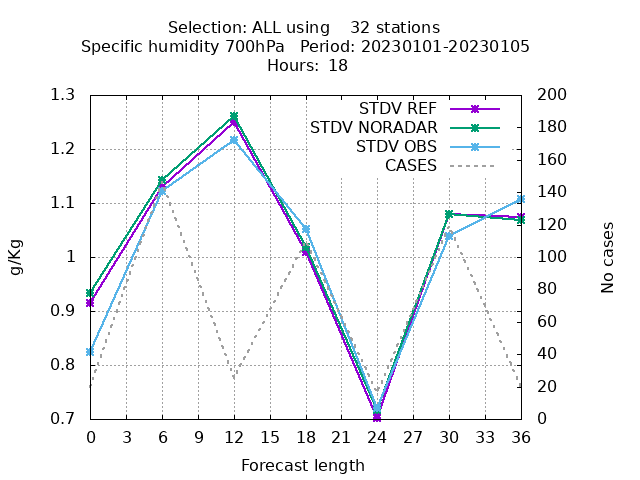 Selection: ALL using    32 stations
Specific humidity 700hPa   Period: 20230101-20230105
Hours: 18
1.3
1.2
1.1
1
0.9
0.8
0.7
g/Kg
STDV REF
STDV NORADAR
STDV OBS
CASES
200
180
160
140
120
100
80
60
40
20
0
No cases
0 3 6 9 12 15 18 21 24 27 30 33 36
Forecast length